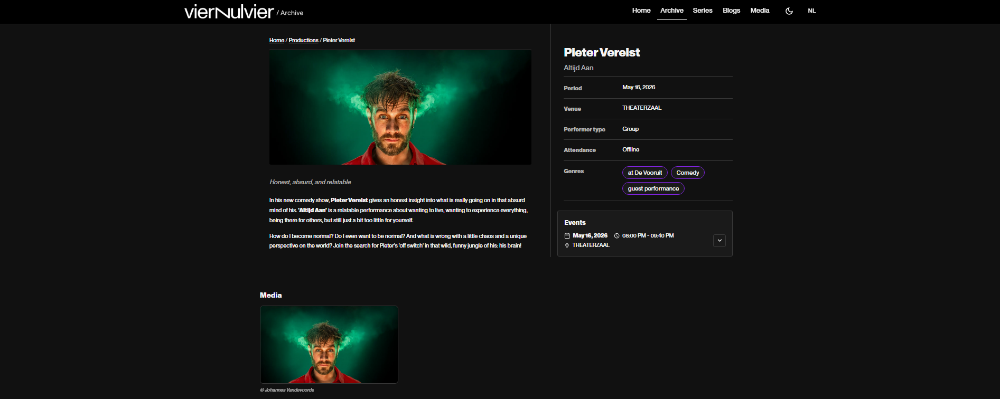 vierNulvier / Archive
Home Archive Series Blogs Media NL
Home / Productions / Pieter Verelst
Pieter Verelst
Altijd Aan
Period May 16, 2026
Venue THEATERZAAL
Performer type Group
Attendance Offline
Genres at De Vooruit Comedy
guest performance
Events
May 16, 2026 08:00 PM - 09:40 PM
THEATERZAAL
Honest, absurd, and relatable
In his new comedy show, Pieter Verelst gives an honest insight into what is really going on in that absurd
mind of his. 'Altijd Aan' is a relatable performance about wanting to live, wanting to experience everything,
being there for others, but still just a bit too little for yourself.
How do I become normal? Do I even want to be normal? And what is wrong with a little chaos and a unique
perspective on the world? Join the search for Pieter's 'off switch' in that wild, funny jungle of his: his brain!
Media
© Johannes Vandevoorde